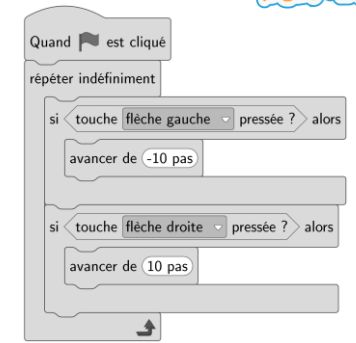 Quand est cliqué
répéter indéfiniment
si touche flèche gauche pressée ? alors
avancer de -10 pas
si touche flèche droite pressée ? alors
avancer de 10 pas